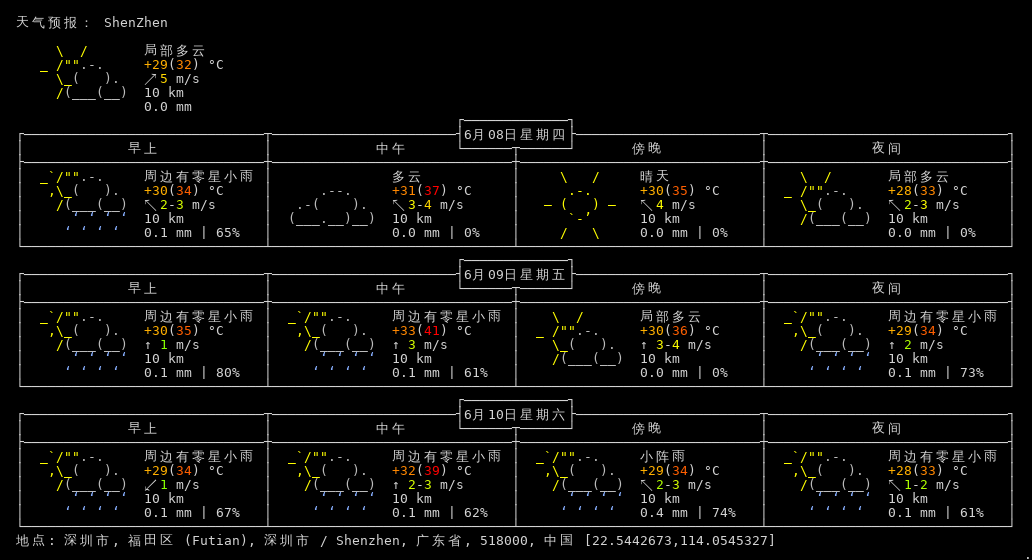 天气预报: ShenZhen
局部多云
+29(32) °C
↗5 m/s
10 km
0.0 mm
6月08日星期四
早上 中午 傍晚 夜间
周边有零星小雨 多云 晴天 局部多云
+30(34) °C +31(37) °C +30(35) °C +28(33) °C
↖2-3 m/s ↖3-4 m/s ↖4 m/s ↖2-3 m/s
10 km 10 km 10 km 10 km
0.1 mm | 65% 0.0 mm | 0% 0.0 mm | 0% 0.0 mm | 0%
6月09日星期五
早上 中午 傍晚 夜间
周边有零星小雨 周边有零星小雨 局部多云 周边有零星小雨
+30(35) °C +33(41) °C +30(36) °C +29(34) °C
↑ 1 m/s ↑ 3 m/s ↑ 3-4 m/s ↑ 2 m/s
10 km 10 km 10 km 10 km
0.1 mm | 80% 0.1 mm | 61% 0.0 mm | 0% 0.1 mm | 73%
6月10日星期六
早上 中午 傍晚 夜间
周边有零星小雨 周边有零星小雨 小阵雨 周边有零星小雨
+29(34) °C +32(39) °C +29(34) °C +28(33) °C
↙1 m/s ↑ 2-3 m/s ↖2-3 m/s ↖1-2 m/s
10 km 10 km 10 km 10 km
0.1 mm | 67% 0.1 mm | 62% 0.4 mm | 74% 0.1 mm | 61%
地点: 深圳市, 福田区 (Futian), 深圳市 / Shenzhen, 广东省, 518000, 中国 [22.5442673,114.0545327]